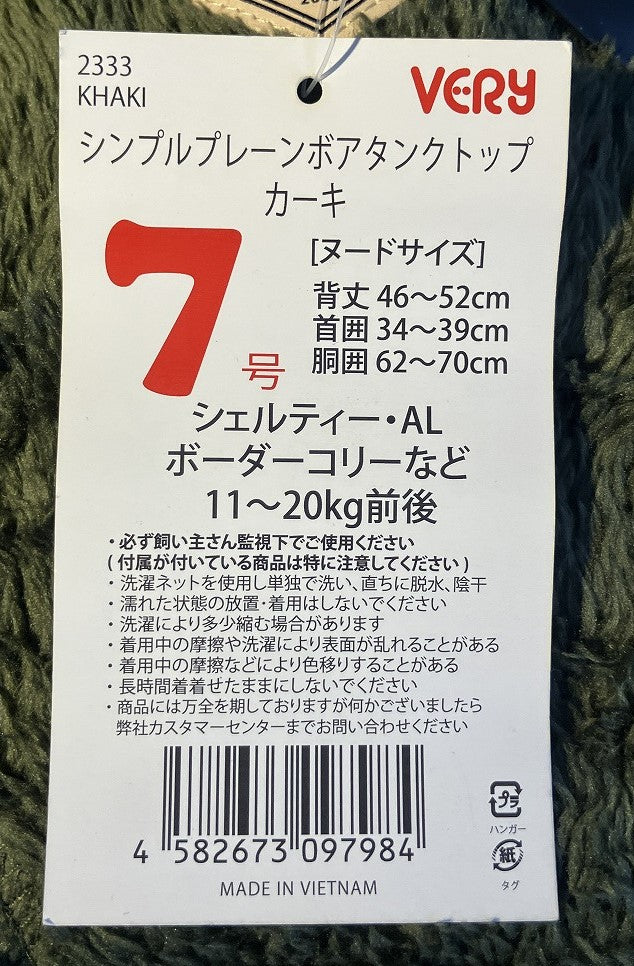 2333
KHAKI
VERY
シンプルプレーンボアタンクトップ
カーキ
7号
[ヌードサイズ]
背丈 46～52cm
首囲 34～39cm
胴囲 62～70cm
シェルティー・AL
ボーダーコリーなど
11～20kg前後
・必ず飼い主さん監視下でご使用ください
( 付属が付いている商品は特に注意してください )
・洗濯ネットを使用し単独で洗い、直ちに脱水、陰干
・濡れた状態の放置・着用はしないでください
・洗濯により多少縮む場合があります
・着用中の摩擦や洗濯により表面が乱れることがある
・着用中の摩擦などにより色移りすることがある
・長時間着着せたままにしないでください
・商品には万全を期しておりますが何かございましたら
弊社カスタマーセンターまでお問い合わせください
4 582673 097984
MADE IN VIETNAM
プラ
ハンガー
紙
タグ